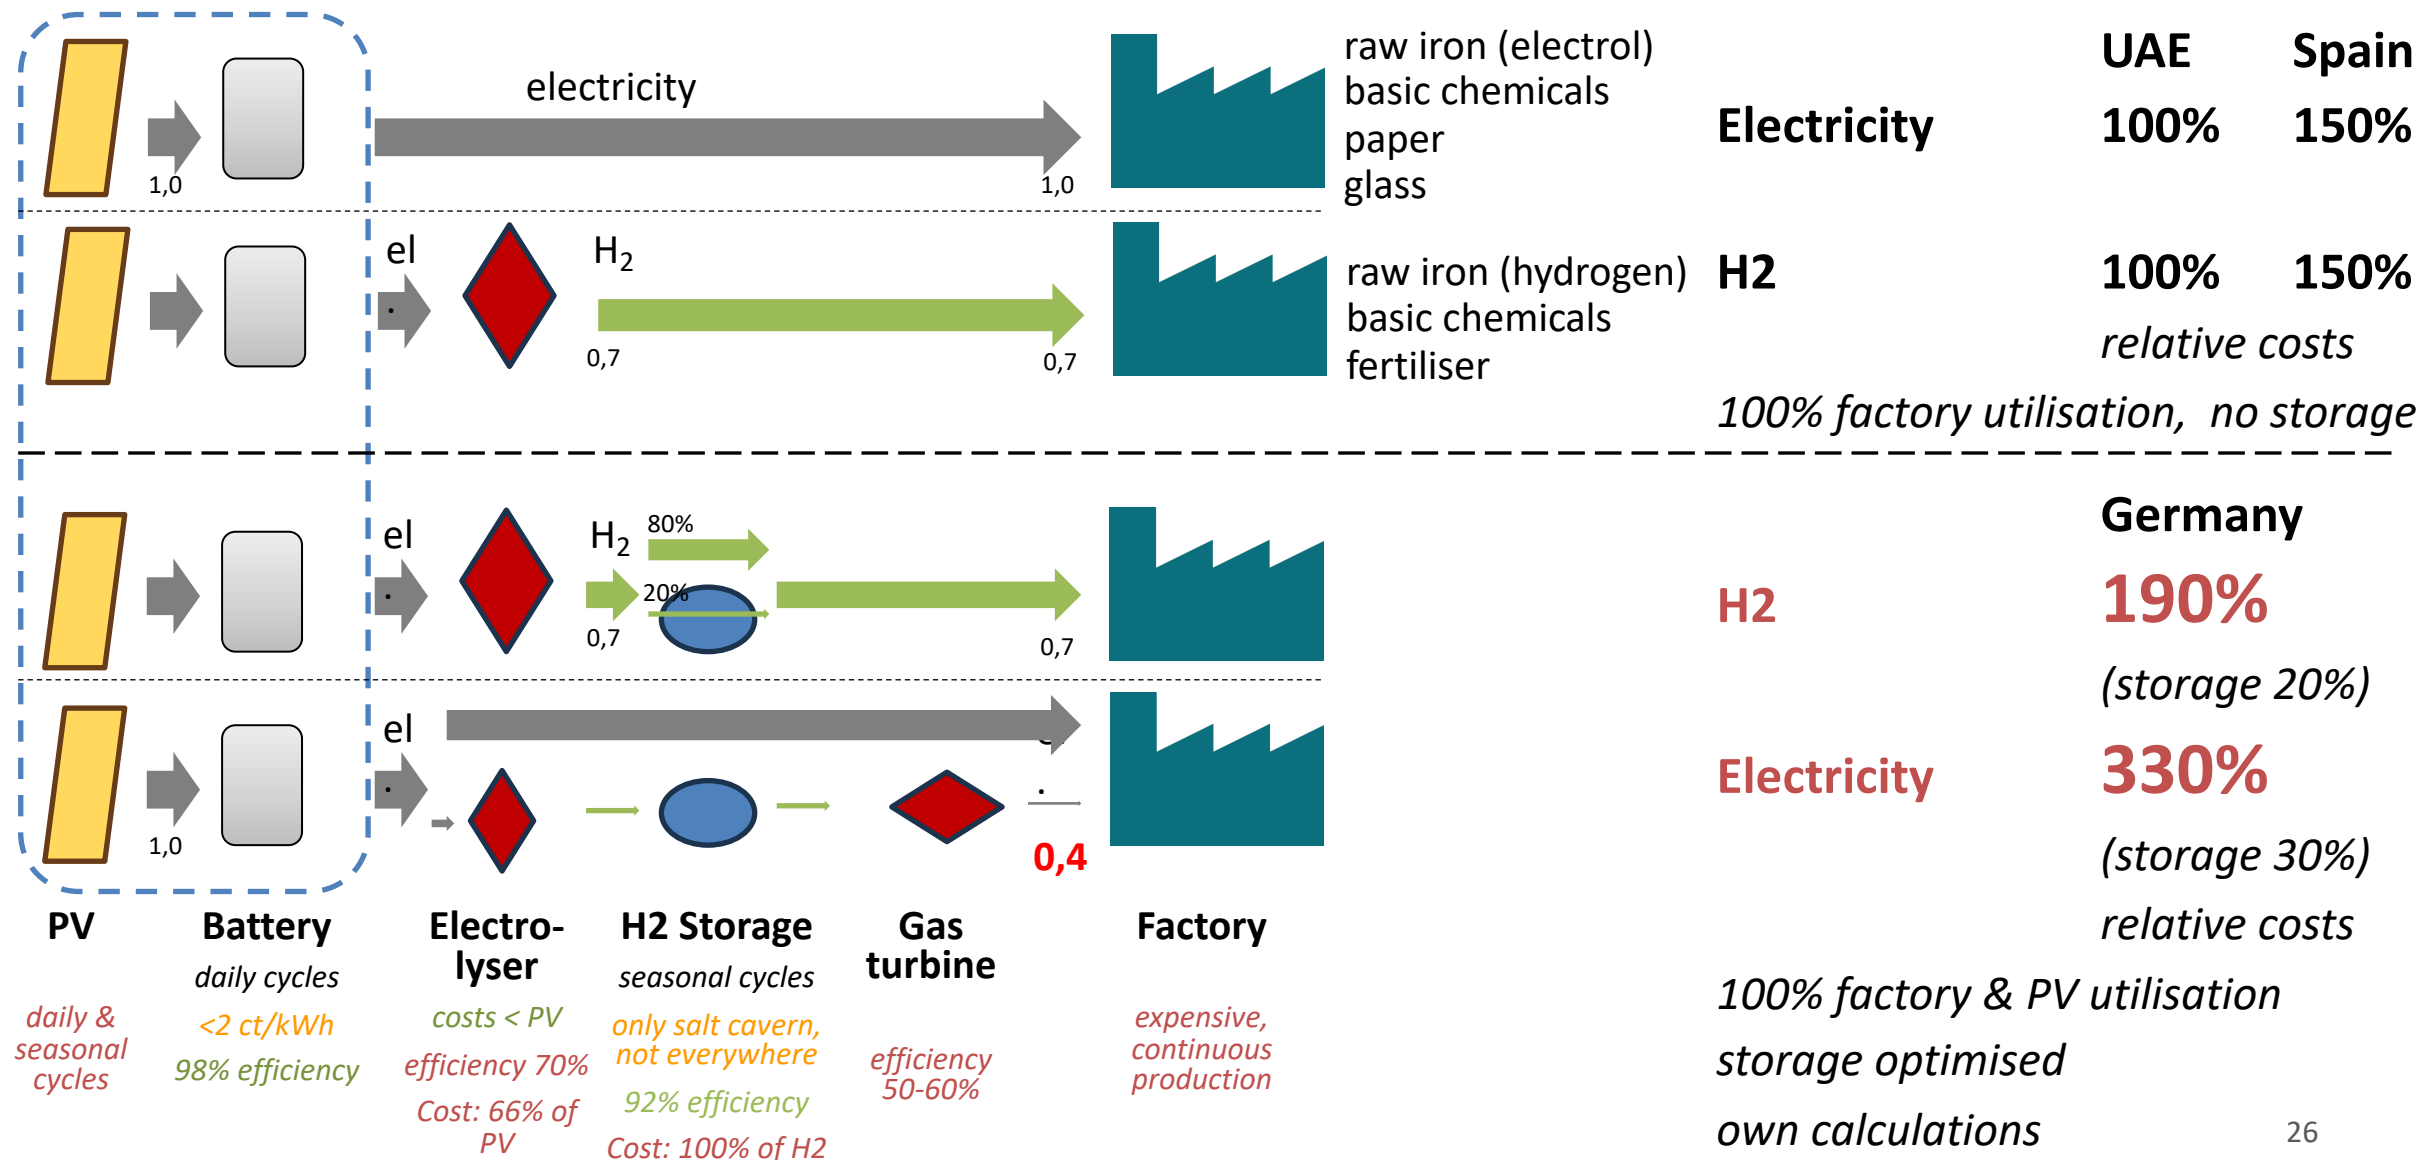 electricity
1,0
1,0
raw iron (electrol)
basic chemicals
paper
glass
UAE Spain
Electricity 100% 150%
el
H2
0,7
0,7
raw iron (hydrogen)
basic chemicals
fertiliser
H2 100% 150%
relative costs
100% factory utilisation, no storage
el
H2
80%
20%
0,7
0,7
Germany
H2 190%
(storage 20%)
el
1,0
0,4
Electricity 330%
(storage 30%)
relative costs
100% factory & PV utilisation
storage optimised
own calculations
PV
daily &
seasonal
cycles
Battery
daily cycles
<2 ct/kWh
98% efficiency
Electro-
lyser
costs < PV
efficiency 70%
Cost: 66% of
PV
H2 Storage
seasonal cycles
only salt cavern,
not everywhere
92% efficiency
Cost: 100% of H2
Gas
turbine
efficiency
50-60%
Factory
expensive,
continuous
production
26